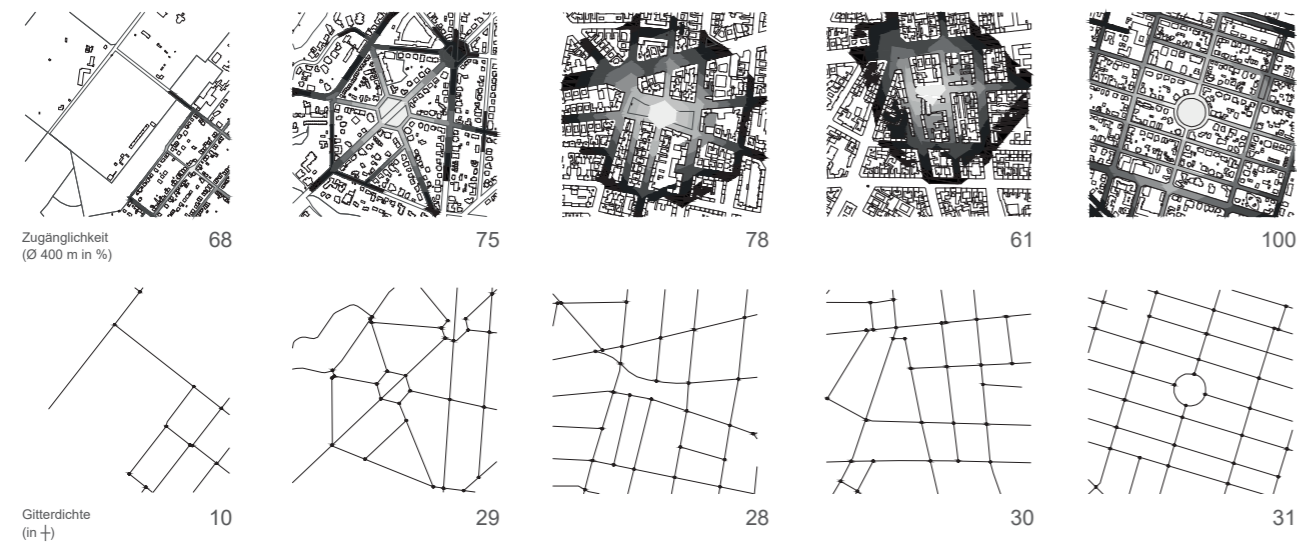 Zugänglichkeit
(Ø 400 m in %)
68
75
78
61
100
Gitterdichte
(in ┼)
10
29
28
30
31